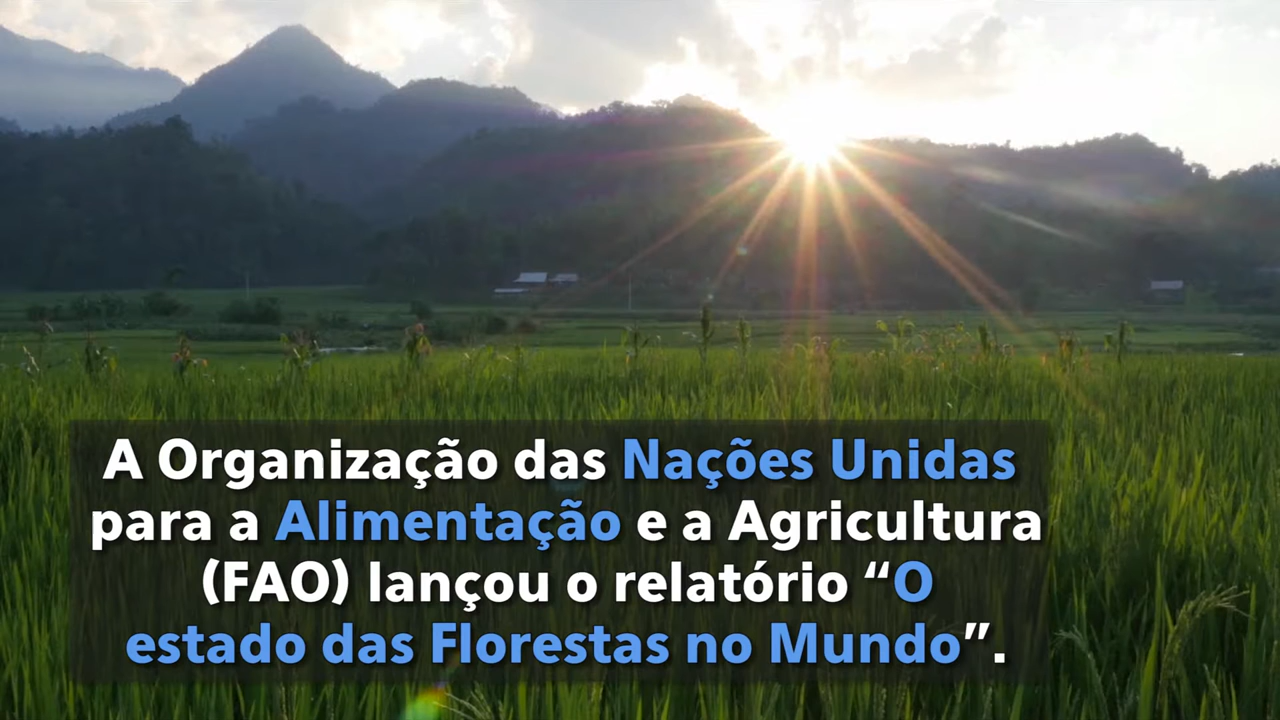 A Organização das Nações Unidas
para a Alimentação e a Agricultura
(FAO) lançou o relatório “O
estado das Florestas no Mundo”.